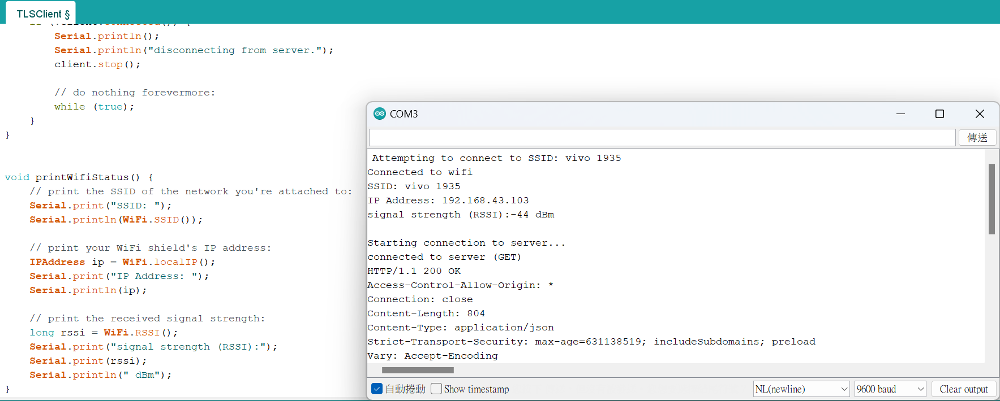 TLSClient §
if (!client.connected()) {
Serial.println();
Serial.println("disconnecting from server.");
client.stop();
// do nothing forevermore:
while (true);
}
}
void printWifiStatus() {
// print the SSID of the network you're attached to:
Serial.print("SSID: ");
Serial.println(WiFi.SSID());
// print your WiFi shield's IP address:
IPAddress ip = WiFi.localIP();
Serial.print("IP Address: ");
Serial.println(ip);
// print the received signal strength:
long rssi = WiFi.RSSI();
Serial.print("signal strength (RSSI):");
Serial.print(rssi);
Serial.println(" dBm");
}
COM3
傳送
Attempting to connect to SSID: vivo 1935
Connected to wifi
SSID: vivo 1935
IP Address: 192.168.43.103
signal strength (RSSI):-44 dBm
Starting connection to server...
connected to server (GET)
HTTP/1.1 200 OK
Access-Control-Allow-Origin: *
Connection: close
Content-Length: 804
Content-Type: application/json
Strict-Transport-Security: max-age=631138519; includeSubdomains; preload
Vary: Accept-Encoding
自動捲動 Show timestamp NL(newline) 9600 baud Clear output